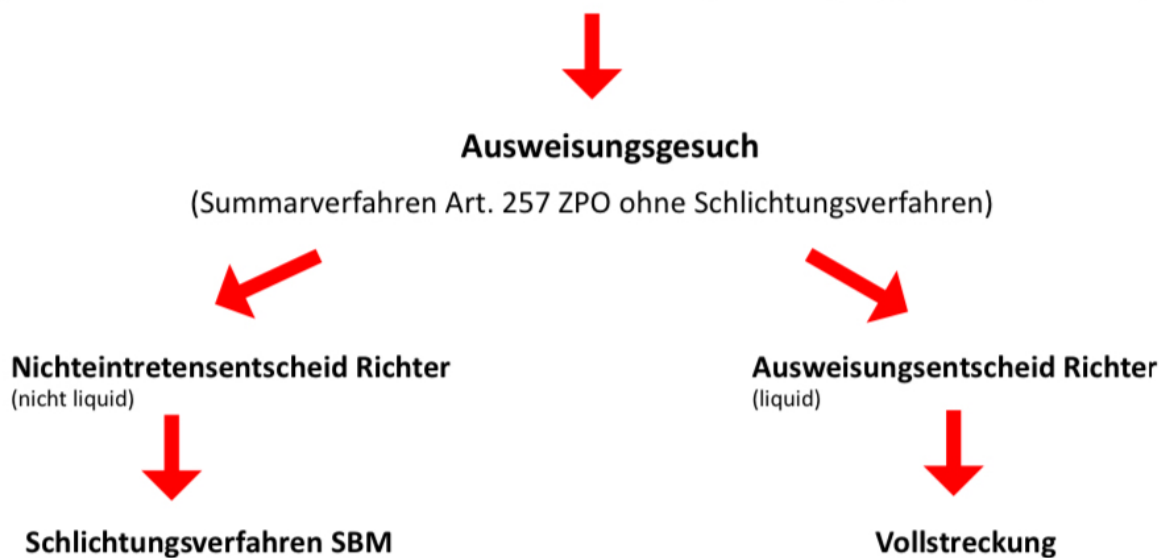 Ausweisungsgesuch
(Summarverfahren Art. 257 ZPO ohne Schlichtungsverfahren)
Nichteintretensentscheid Richter
(nicht liquid)
Ausweisungsentscheid Richter
(liquid)
Schlichtungsverfahren SBM
Vollstreckung